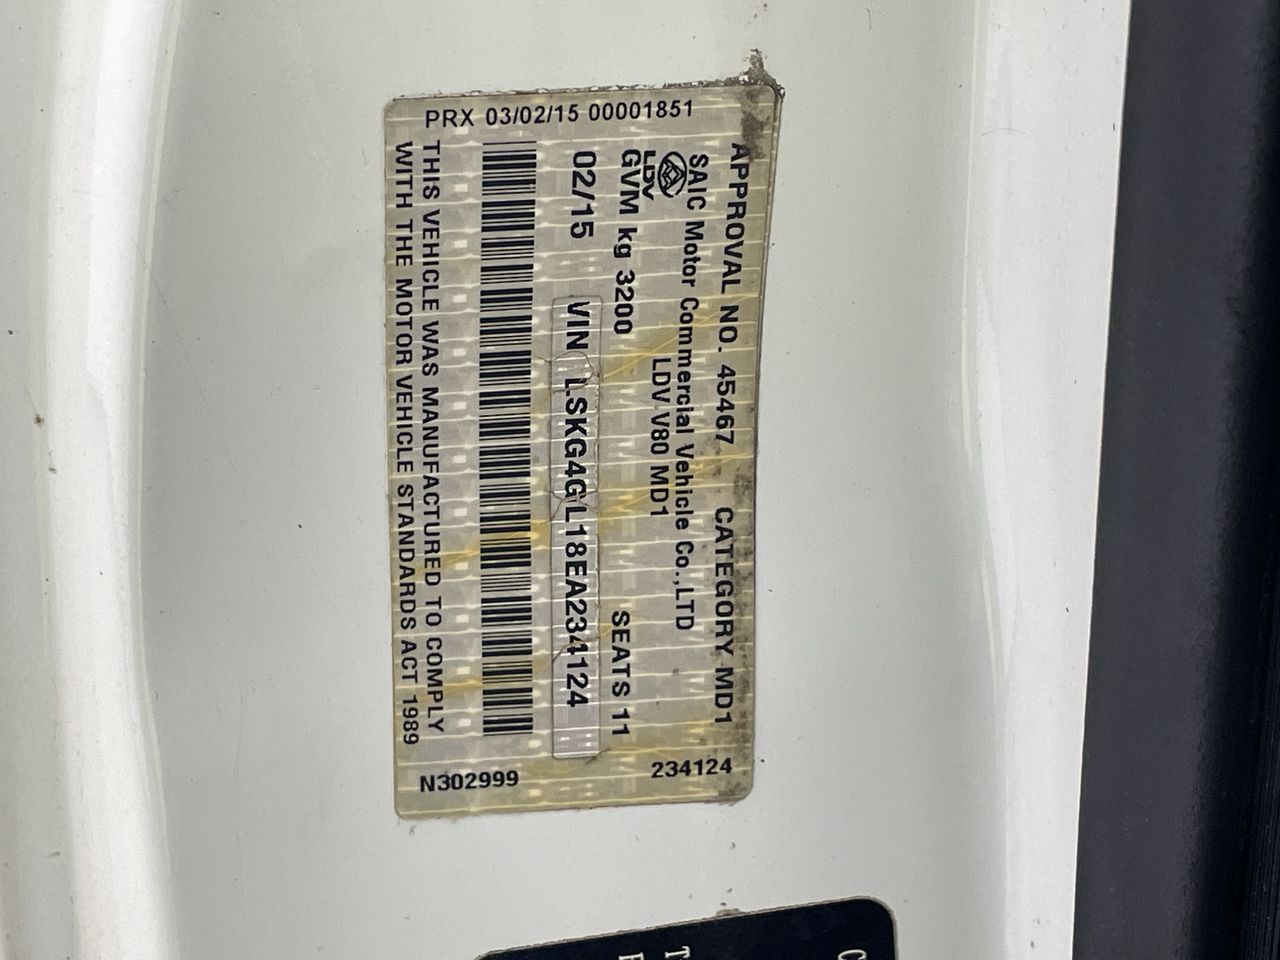 PRX 03/02/15 00001851
APPROVAL NO. 45467 CATEGORY MD1
SAIC Motor Commercial Vehicle Co.,LTD
LDV
LDV V80 MD1
GVM kg 3200 SEATS 11
02/15 VIN LSKG4GL18EA234124
THIS VEHICLE WAS MANUFACTURED TO COMPLY
WITH THE MOTOR VEHICLE STANDARDS ACT 1989
234124
N302999